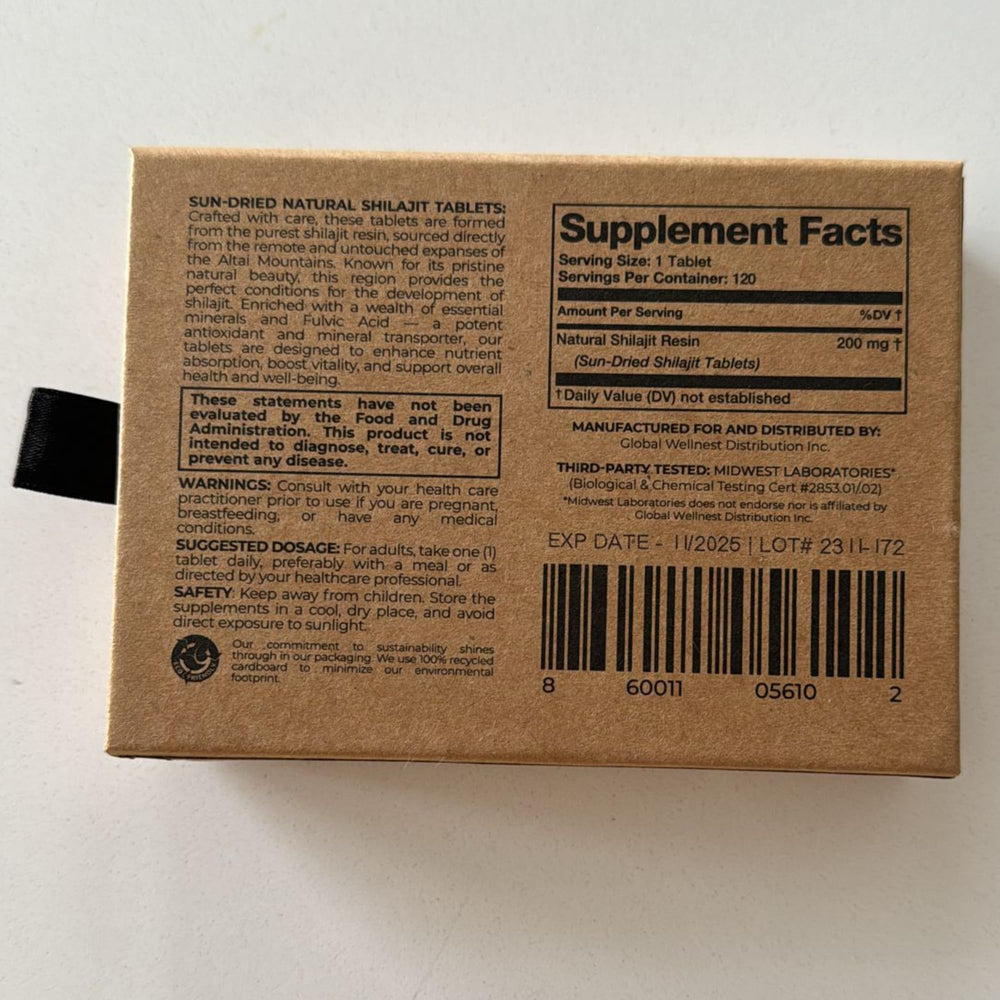 SUN-DRIED NATURAL SHILAJIT TABLETS:
Crafted with care, these tablets are formed
from the purest shilajit resin, sourced directly
from the remote and untouched expanses of
the Altai Mountains. Known for its pristine
natural beauty, this region provides the
perfect conditions for the development of
shilajit. Enriched with a wealth of essential
minerals and Fulvic Acid — a potent
antioxidant and mineral transporter, our
tablets are designed to enhance nutrient
absorption, boost vitality, and support overall
health and well-being.
These statements have not been
evaluated by the Food and Drug
Administration. This product is not
intended to diagnose, treat, cure, or
prevent any disease.
WARNINGS: Consult with your health care
practitioner prior to use if you are pregnant,
breastfeeding, or have any medical
conditions.
SUGGESTED DOSAGE: For adults, take one (1)
tablet daily, preferably with a meal or as
directed by your healthcare professional.
SAFETY: Keep away from children. Store the
supplements in a cool, dry place, and avoid
direct exposure to sunlight.
Our commitment to sustainability shines
through in our packaging. We use 100% recycled
cardboard to minimize our environmental
footprint.
Supplement Facts
Serving Size: 1 Tablet
Servings Per Container: 120
Amount Per Serving %DV †
Natural Shilajit Resin 200 mg †
(Sun-Dried Shilajit Tablets)
†Daily Value (DV) not established
MANUFACTURED FOR AND DISTRIBUTED BY:
Global Wellnest Distribution Inc.
THIRD-PARTY TESTED: MIDWEST LABORATORIES*
(Biological & Chemical Testing Cert #2853.01/.02)
*Midwest Laboratories does not endorse nor is affiliated by
Global Wellnest Distribution Inc.
EXP DATE - 11/2025 | LOT# 2311-172
8 60011 05610 2